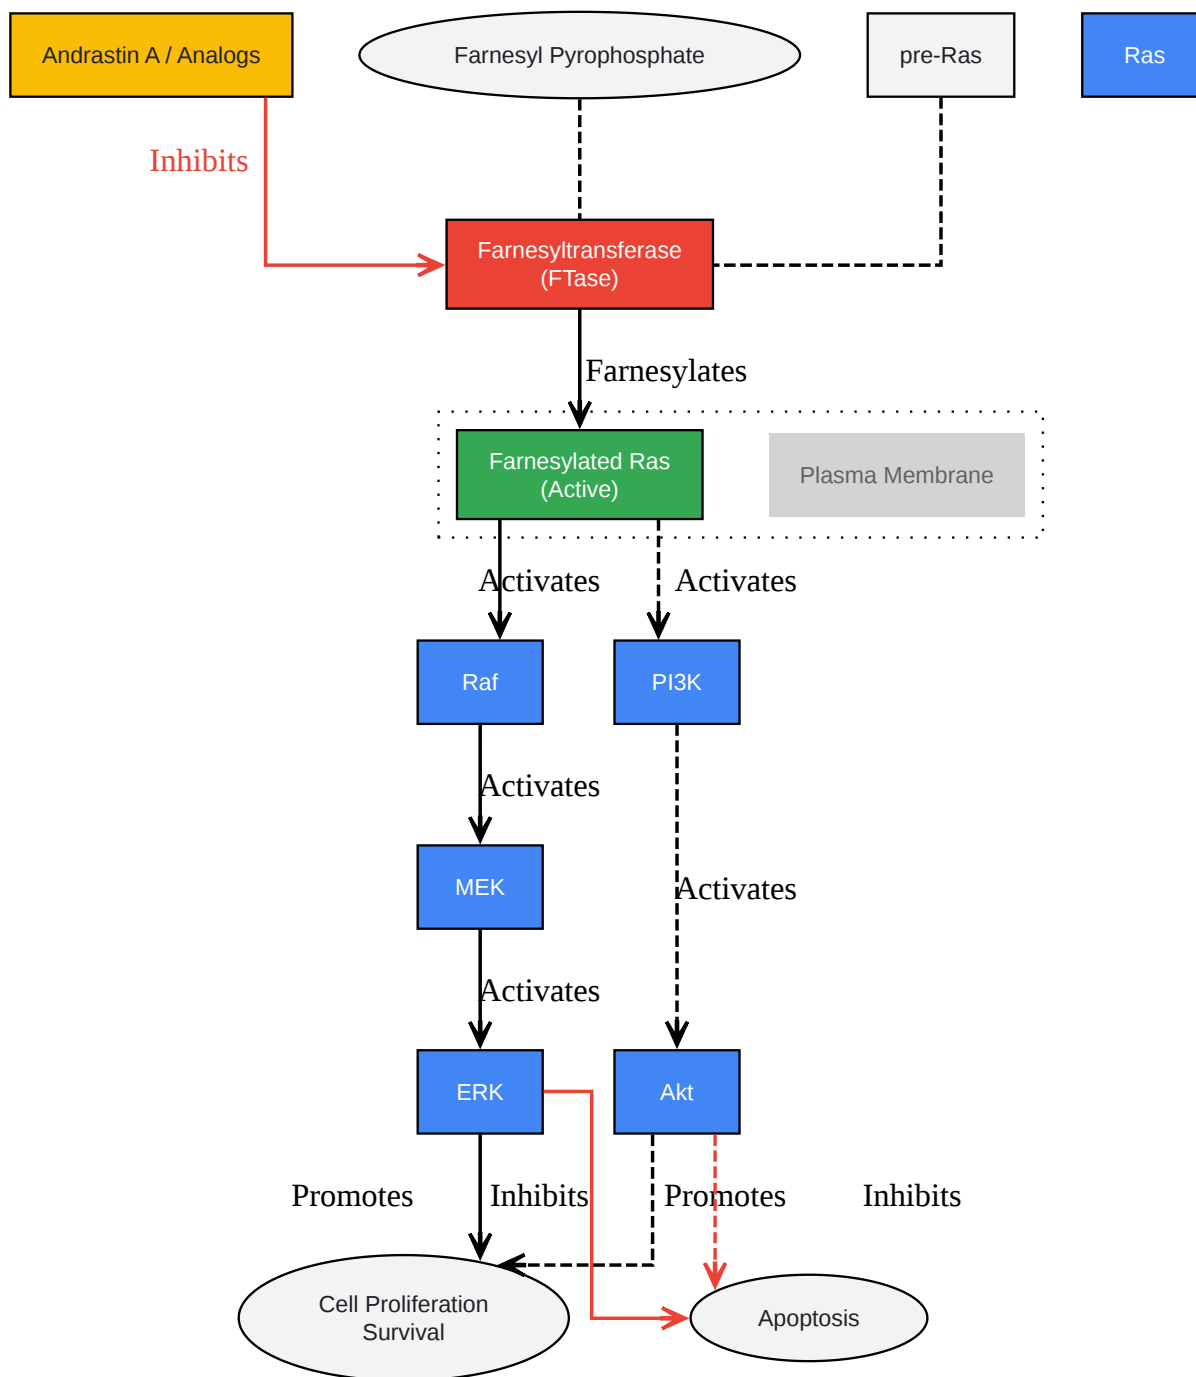 Andrastin A / Analogs
Farnesyl Pyrophosphate
pre-Ras
Ras
Inhibits
Farnesyltransferase
(FTase)
Farnesylates
Farnesylated Ras
(Active)
Plasma Membrane
Activates
Activates
Raf
PI3K
Activates
MEK
Activates
Activates
ERK
Akt
Promotes
Inhibits
Promotes
Inhibits
Cell Proliferation
Survival
Apoptosis